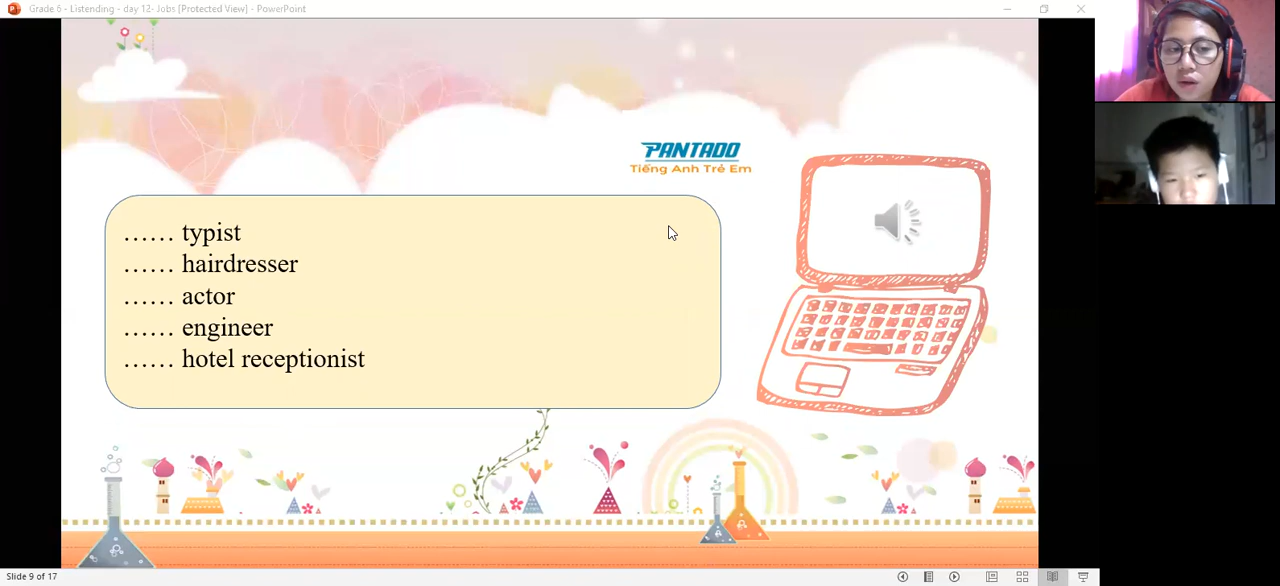 Grade 6 - Listending - day 12- Jobs [Protected View] - PowerPoint
PANTADO
Tiếng Anh Trẻ Em
...... typist
...... hairdresser
...... actor
...... engineer
...... hotel receptionist
Slide 9 of 17